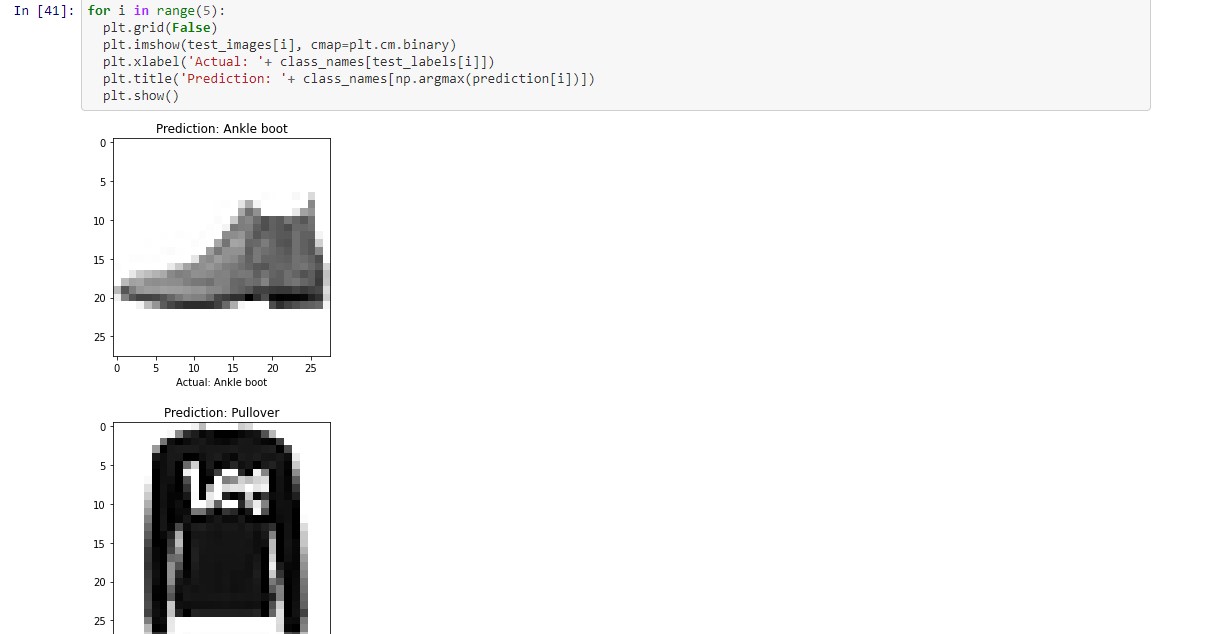 In [41]: for i in range(5):
plt.grid(False)
plt.imshow(test_images[i], cmap=plt.cm.binary)
plt.xlabel('Actual: '+ class_names[test_labels[i]])
plt.title('Prediction: '+ class_names[np.argmax(prediction[i])])
plt.show()
Prediction: Ankle boot
0
5
10
15
20
25
0 5 10 15 20 25
Actual: Ankle boot
Prediction: Pullover
0
5
10
15
20
25